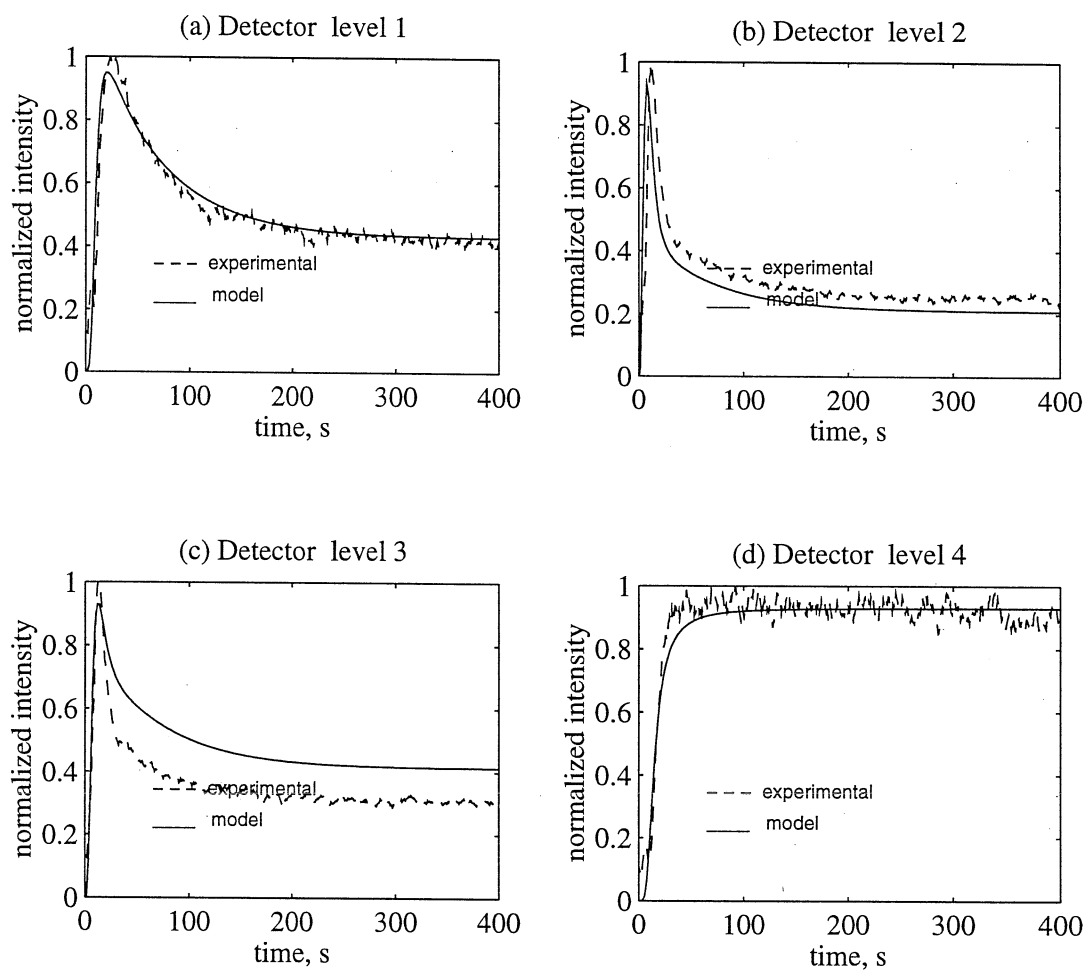 (a) Detector level 1
1
0.8
0.6
0.4
0.2
0
normalized intensity
experimental
model
0 100 200 300 400
time, s
(b) Detector level 2
1
0.8
0.6
0.4
0.2
0
normalized intensity
experimental
model
0 100 200 300 400
time, s
(c) Detector level 3
1
0.8
0.6
0.4
0.2
0
normalized intensity
experimental
model
0 100 200 300 400
time, s
(d) Detector level 4
1
0.8
0.6
0.4
0.2
0
normalized intensity
experimental
model
0 100 200 300 400
time, s